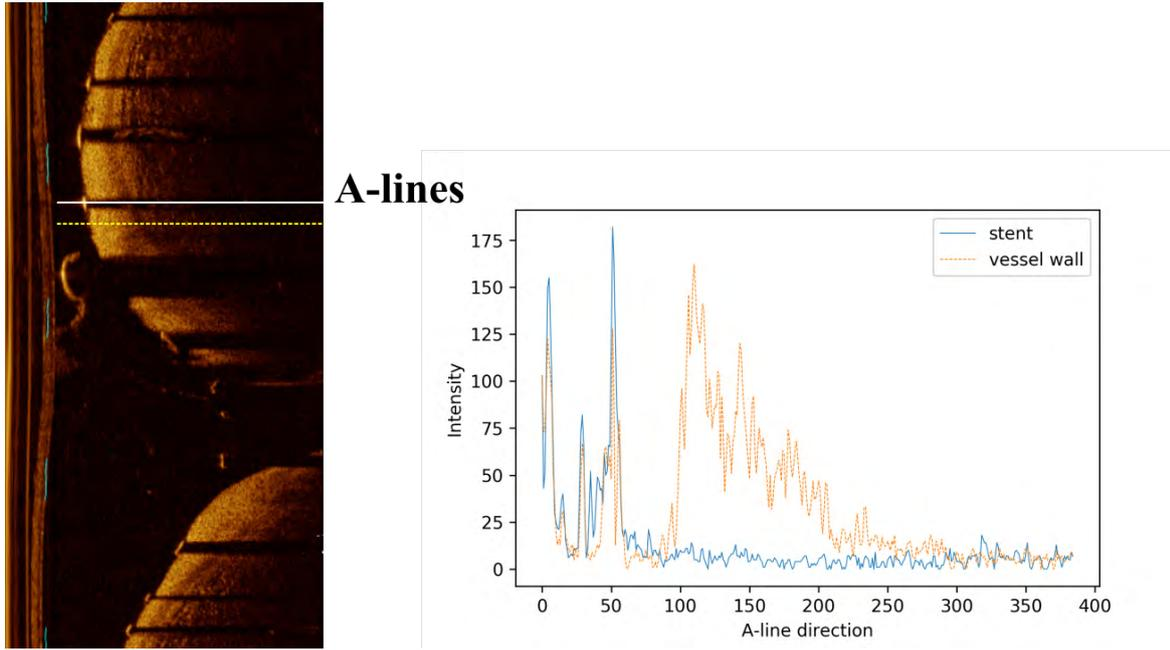 A-lines
stent
vessel wall
175
150
125
100
75
50
25
0
Intensity
0 50 100 150 200 250 300 350 400
A-line direction